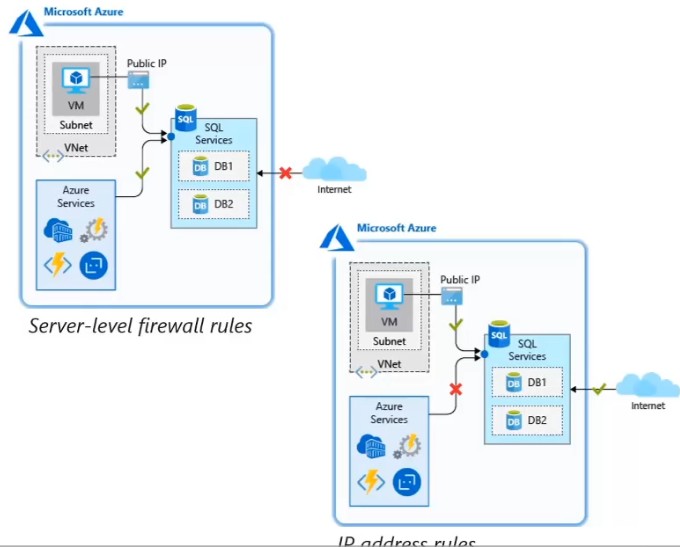 Microsoft Azure
Public IP
VM
Subnet
VNet
SQL
SQL
Services
DB
DB1
DB
DB2
Azure
Services
Internet
Server-level firewall rules
Microsoft Azure
Public IP
VM
Subnet
VNet
SQL
SQL
Services
DB
DB1
DB
DB2
Azure
Services
Internet
IP address rules